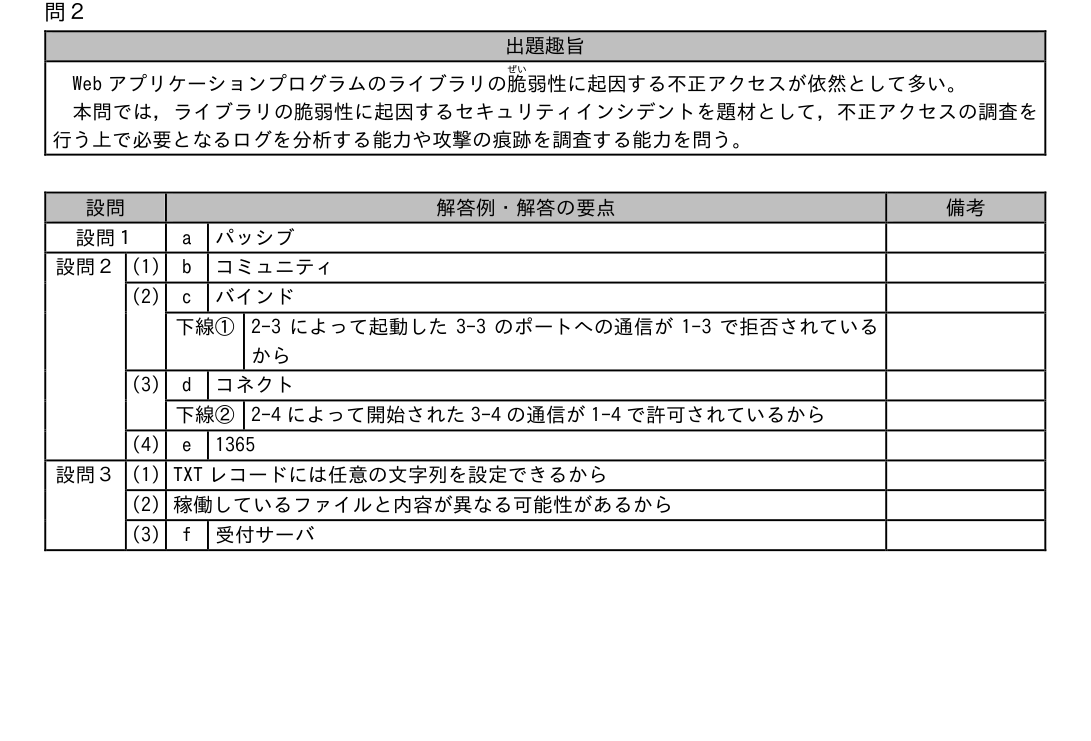 問２
出題趣旨
Web アプリケーションプログラムのライブラリの脆弱性に起因する不正アクセスが依然として多い。
ぜい
本問では，ライブラリの脆弱性に起因するセキュリティインシデントを題材として，不正アクセスの調査を
行う上で必要となるログを分析する能力や攻撃の痕跡を調査する能力を問う。
設問 解答例・解答の要点 備考
設問１ a パッシブ
設問２ (1) b コミュニティ
(2) c バインド
下線① 2-3 によって起動した 3-3 のポートへの通信が 1-3 で拒否されている
から
(3) d コネクト
下線② 2-4 によって開始された 3-4 の通信が 1-4 で許可されているから
(4) e 1365
設問３ (1) TXT レコードには任意の文字列を設定できるから
(2) 稼働しているファイルと内容が異なる可能性があるから
(3) f 受付サーバ